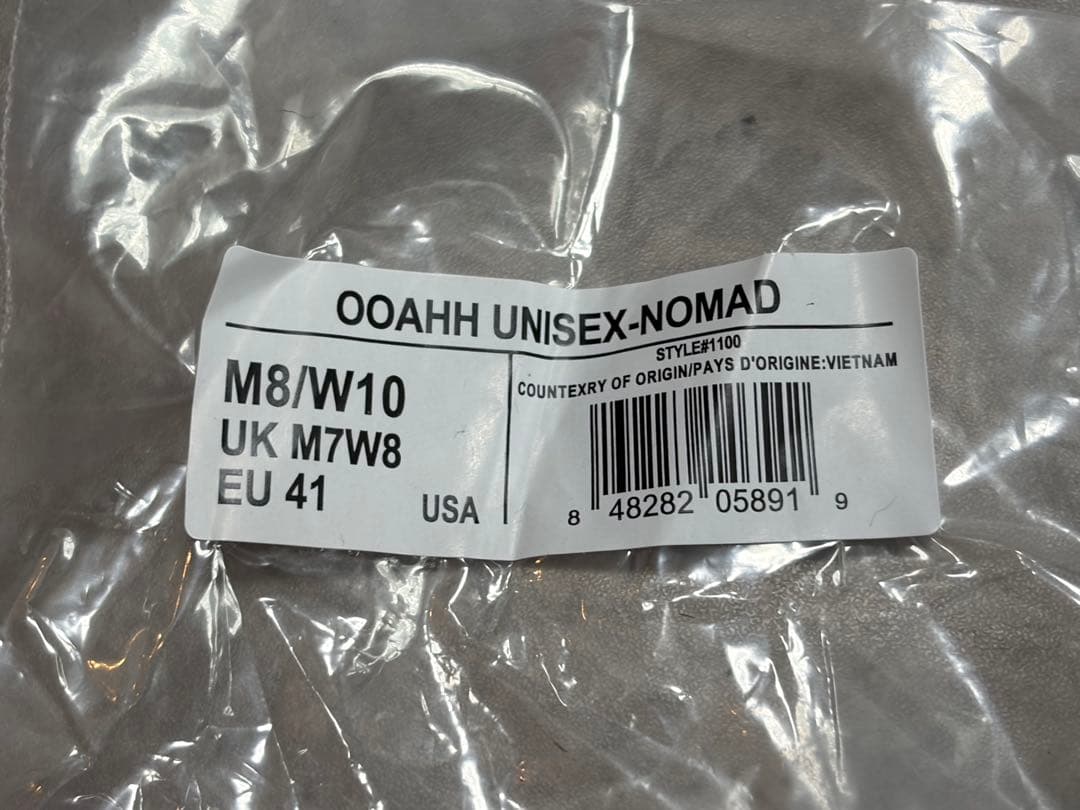 OOAHH UNISEX-NOMAD
M8/W10
UK M7W8
EU 41
USA
STYLE#1100
COUNTEXRY OF ORIGIN/PAYS D'ORIGINE:VIETNAM
8 48282 05891 9